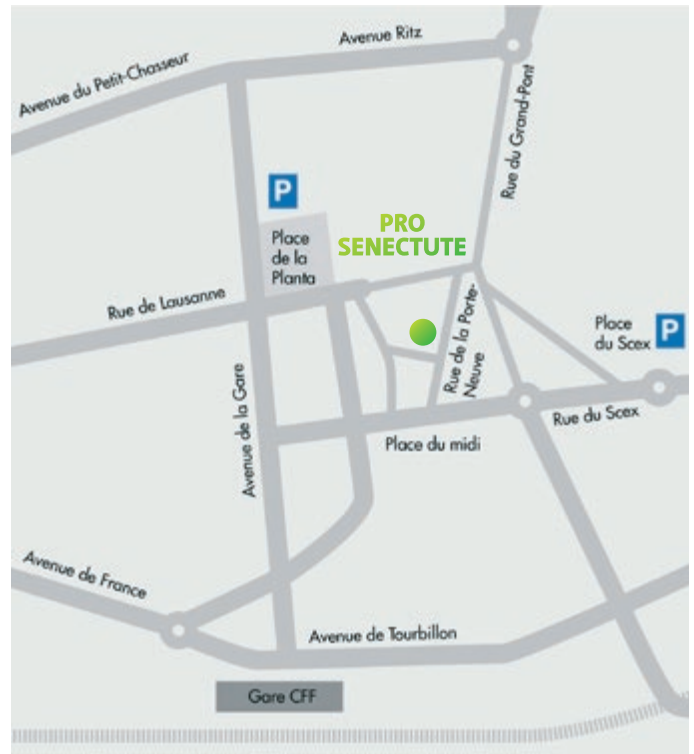 Avenue Ritz
Avenue du Petit-Chasseur
Rue du Grand-Pont
P
PRO
SENECTUTE
Place
de la
Planta
Rue de Lausanne
Rue de la Porte-
Neuve
Place
du Scex
P
Avenue de la Gare
Rue du Scex
Place du midi
Avenue de France
Avenue de Tourbillon
Gare CFF